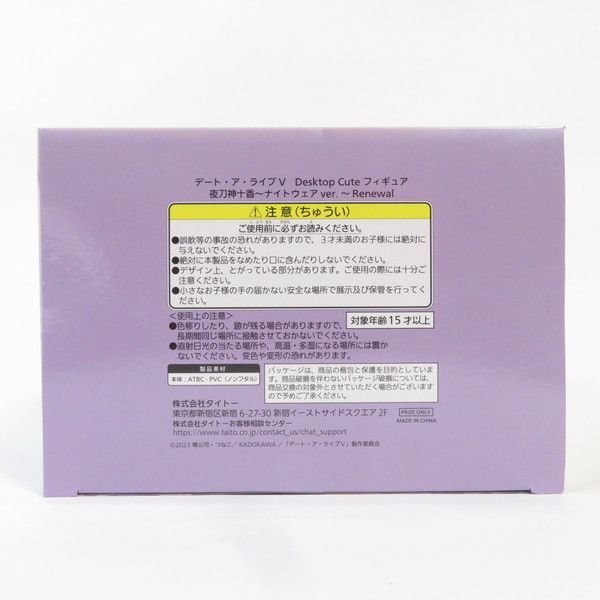 デート・ア・ライブⅤ Desktop Cute フィギュア
夜刀神十香～ナイトウェア ver. ～ Renewal
⚠注意(ちゅうい)
ご使用前に必ずお読みください。
●誤飲等の事故の恐れがありますので、3才未満のお子様には絶対に
与えないでください。
●絶対に本製品をなめたり口に含んだりしないでください。
●デザイン上、とがっている部分があります。ご使用の際には十分ご
注意ください。
●小さなお子様の手の届かない安全な場所で展示及び保管を行ってく
ださい。
<使用上の注意>
●色移りしたり、跡が残る場合がありますので、
長期間同じ場所に接触させておかないでください。
●直射日光の当たる場所や、高温・多湿になる場所には置か
ないでください。変色や変形の恐れがあります。
対象年齢15才以上
製品素材
本体:ATBC-PVC(ノンフタル)
パッケージは、商品の梱包と保護を目的としています。
商品破損を伴わないパッケージ破損については、
商品交換の対象外とさせていただく場合がございます
ので予めご了承ください。
株式会社タイトー
東京都新宿区新宿 6-27-30 新宿イーストサイドスクエア 2F
株式会社タイトーお客様相談センター
https://www.taito.co.jp/contact_us/chat_support
©2023 橘公司・つなこ/KADOKAWA/「デート・ア・ライブⅤ」製作委員会
PRIZE ONLY
MADE IN CHINA